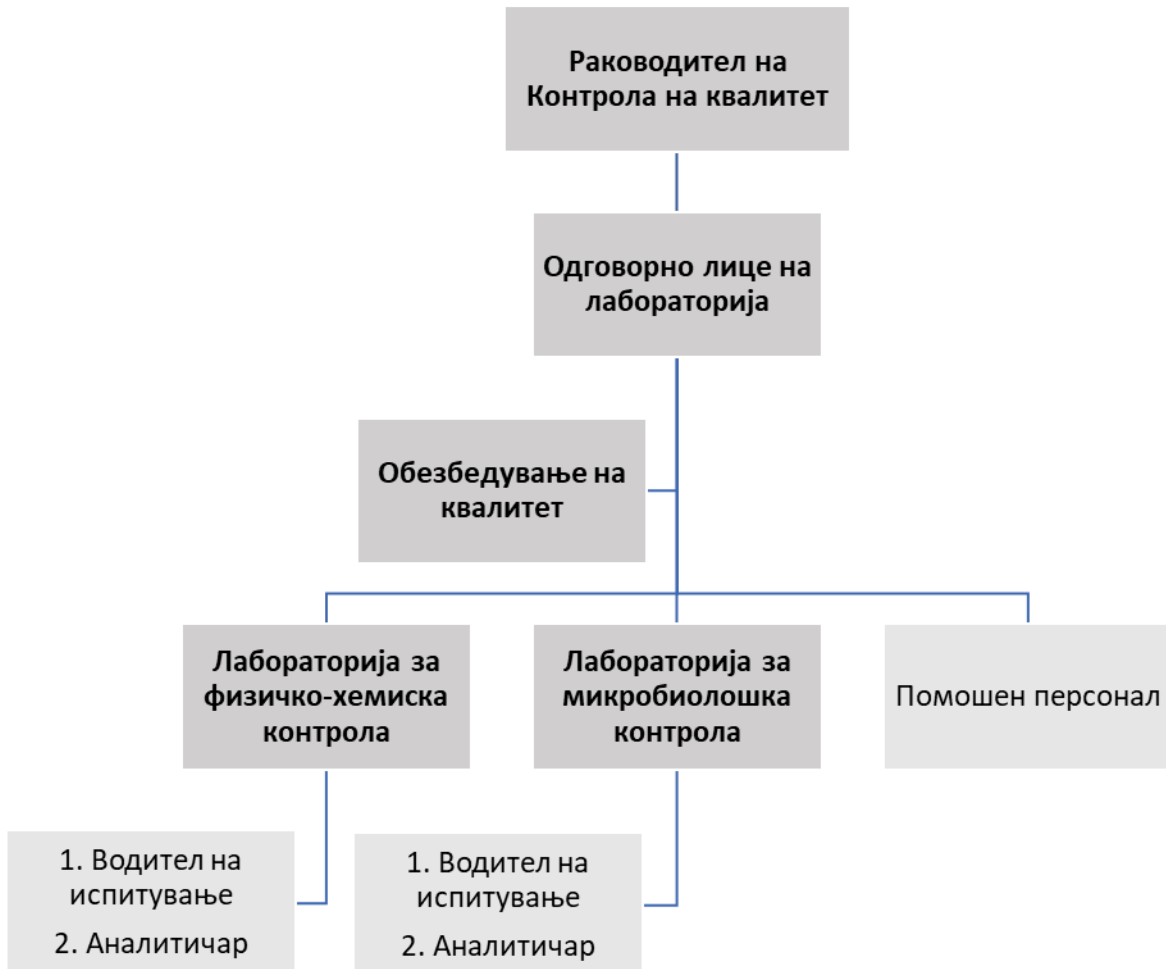 Раководител на
Контрола на квалитет
Одговорно лице на
лабораторија
Обезбедување на
квалитет
Лабораторија за
физичко-хемиска
контрола
Лабораторија за
микробиолошка
контрола
Помошен персонал
1. Водител на
испитување
2. Аналитичар
1. Водител на
испитување
2. Аналитичар